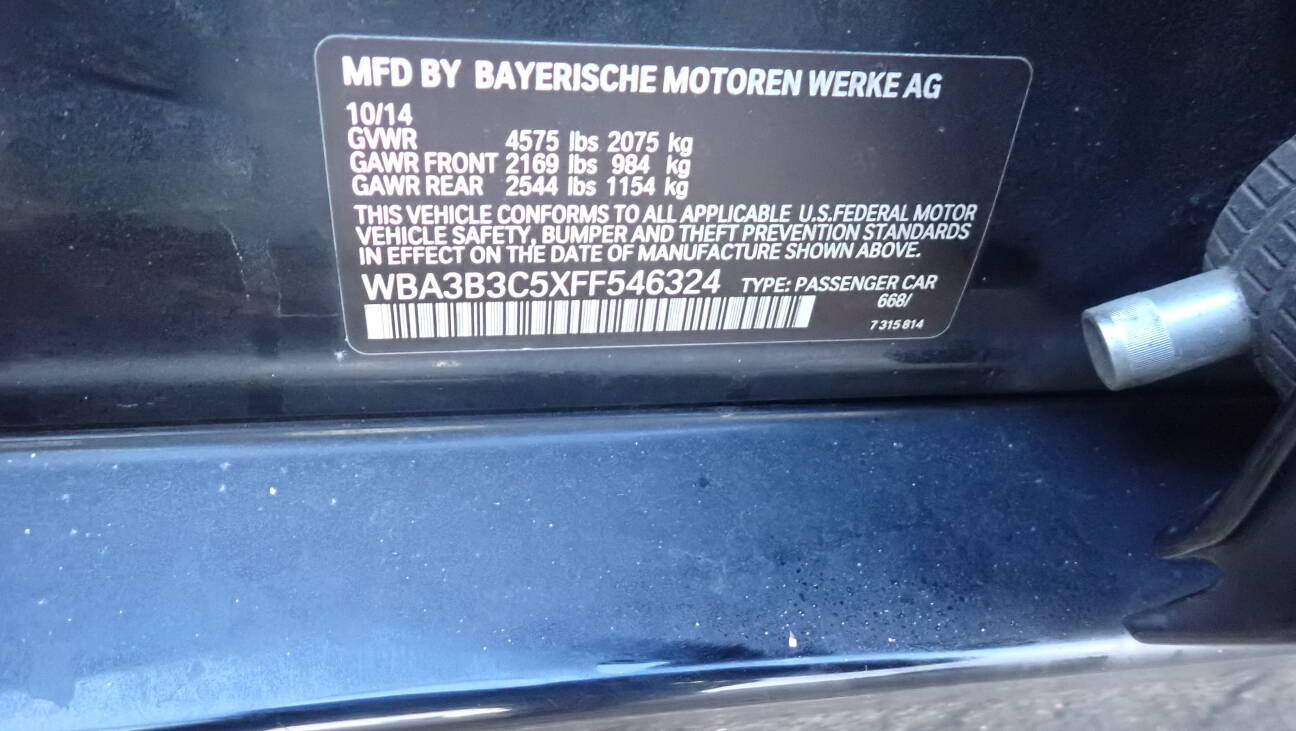 MFD BY BAYERISCHE MOTOREN WERKE AG
10/14
GVWR 4575 lbs 2075 kg
GAWR FRONT 2169 lbs 984 kg
GAWR REAR 2544 lbs 1154 kg
THIS VEHICLE CONFORMS TO ALL APPLICABLE U.S.FEDERAL MOTOR
VEHICLE SAFETY, BUMPER AND THEFT PREVENTION STANDARDS
IN EFFECT ON THE DATE OF MANUFACTURE SHOWN ABOVE.
WBA3B3C5XFF546324 TYPE: PASSENGER CAR
668/
7 315 814